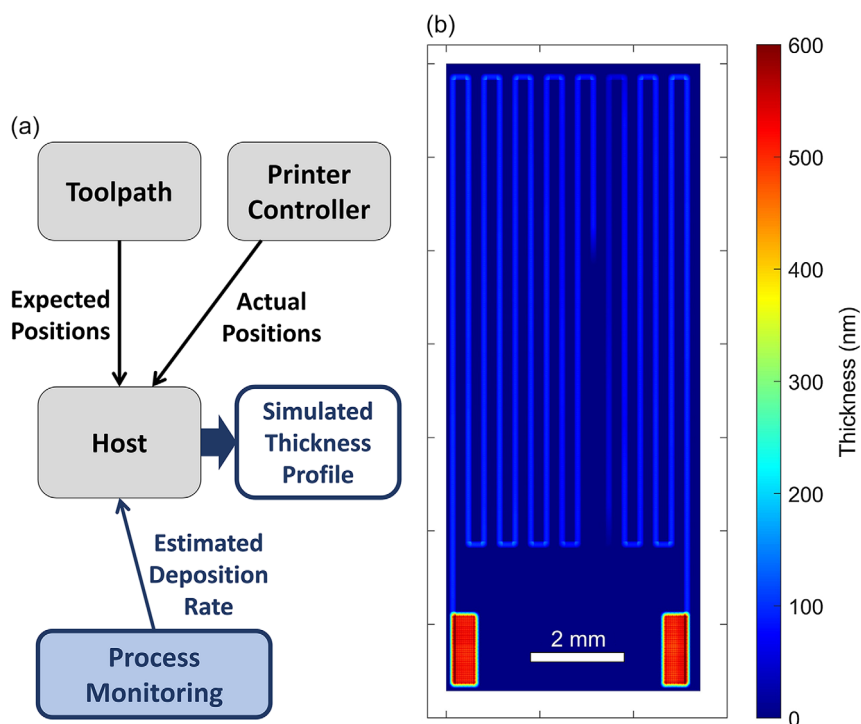 (a)
Toolpath
Printer
Controller
Expected
Positions
Actual
Positions
Host
Simulated
Thickness
Profile
Estimated
Deposition
Rate
Process
Monitoring
(b)
2 mm
600
500
400
300
200
100
0
Thickness (nm)